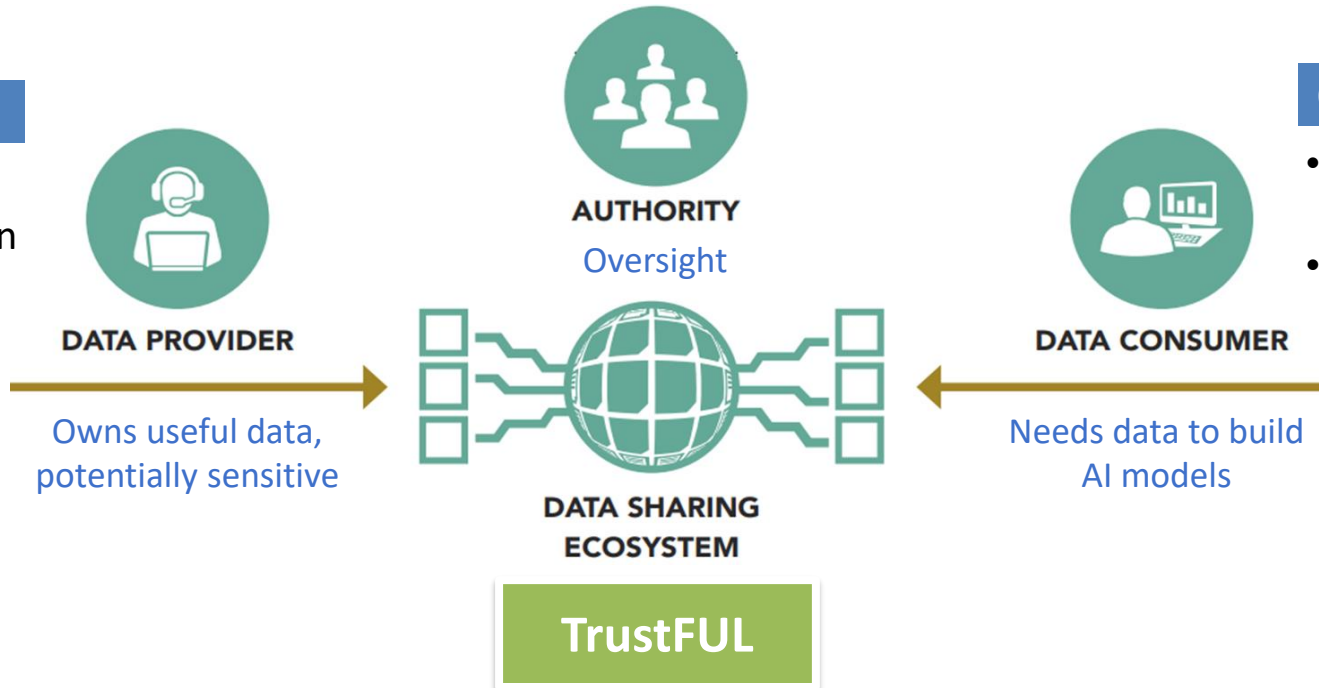 AUTHORITY
Oversight
DATA PROVIDER
Owns useful data,
potentially sensitive
DATA SHARING
ECOSYSTEM
TrustFUL
DATA CONSUMER
Needs data to build
AI models
n
•
•